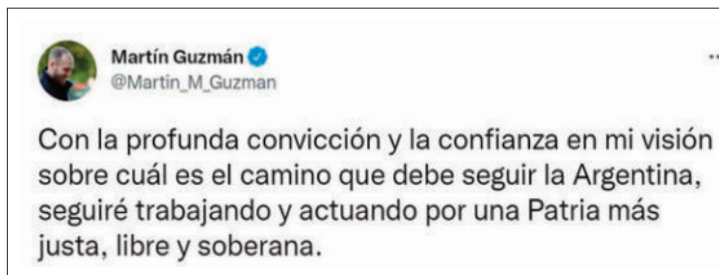 Martín Guzmán
@Martin_M_Guzman
Con la profunda convicción y la confianza en mi visión
sobre cuál es el camino que debe seguir la Argentina,
seguiré trabajando y actuando por una Patria más
justa, libre y soberana.